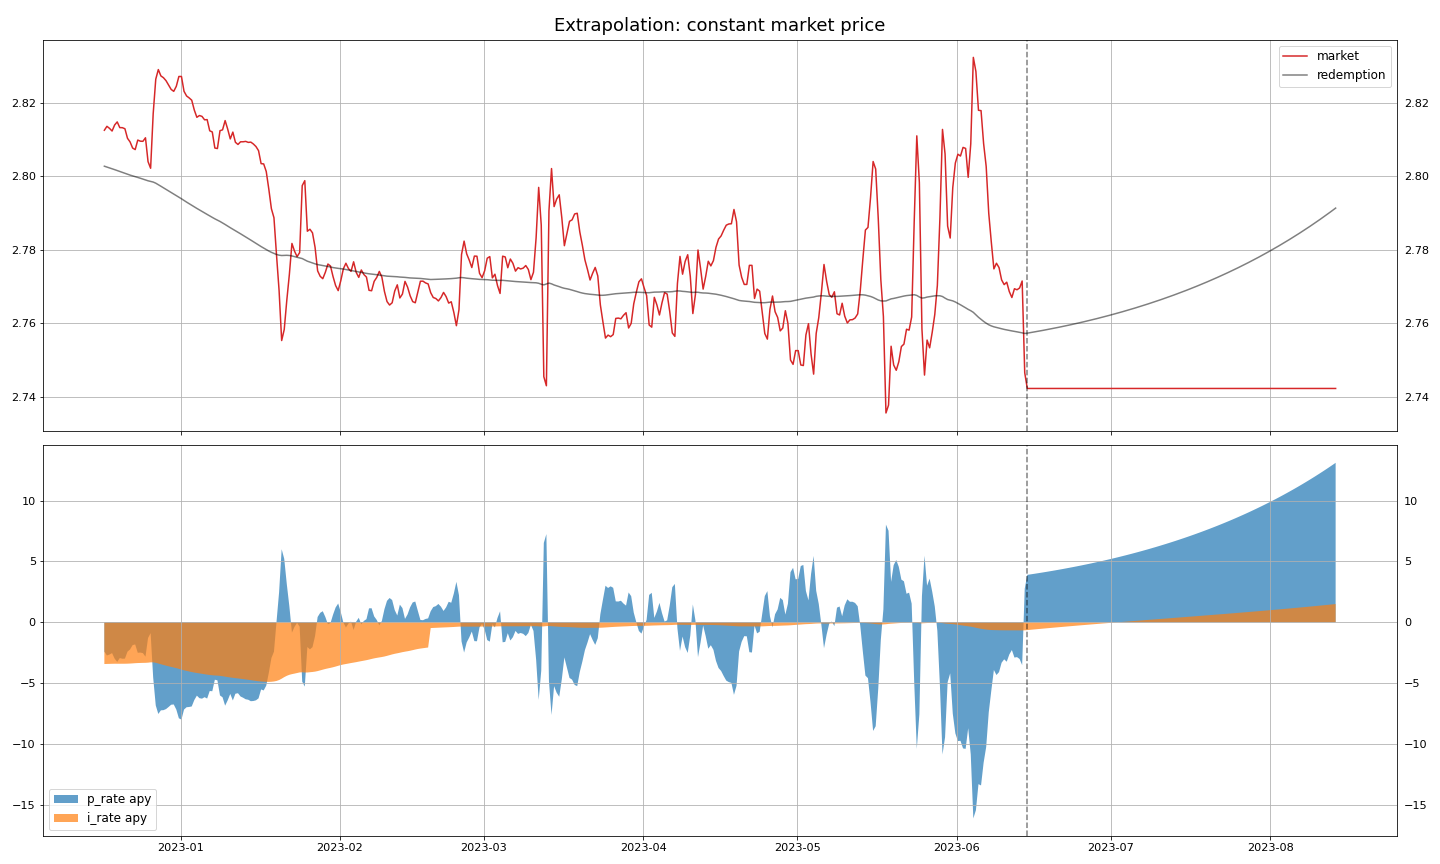 Extrapolation: constant market price
market
redemption
2.82 2.82
2.80 2.80
2.78 2.78
2.76 2.76
2.74 2.74
10 10
5 5
0 0
−5 −5
−10 −10
−15 −15
p_rate apy
i_rate apy
2023-01 2023-02 2023-03 2023-04 2023-05 2023-06 2023-07 2023-08